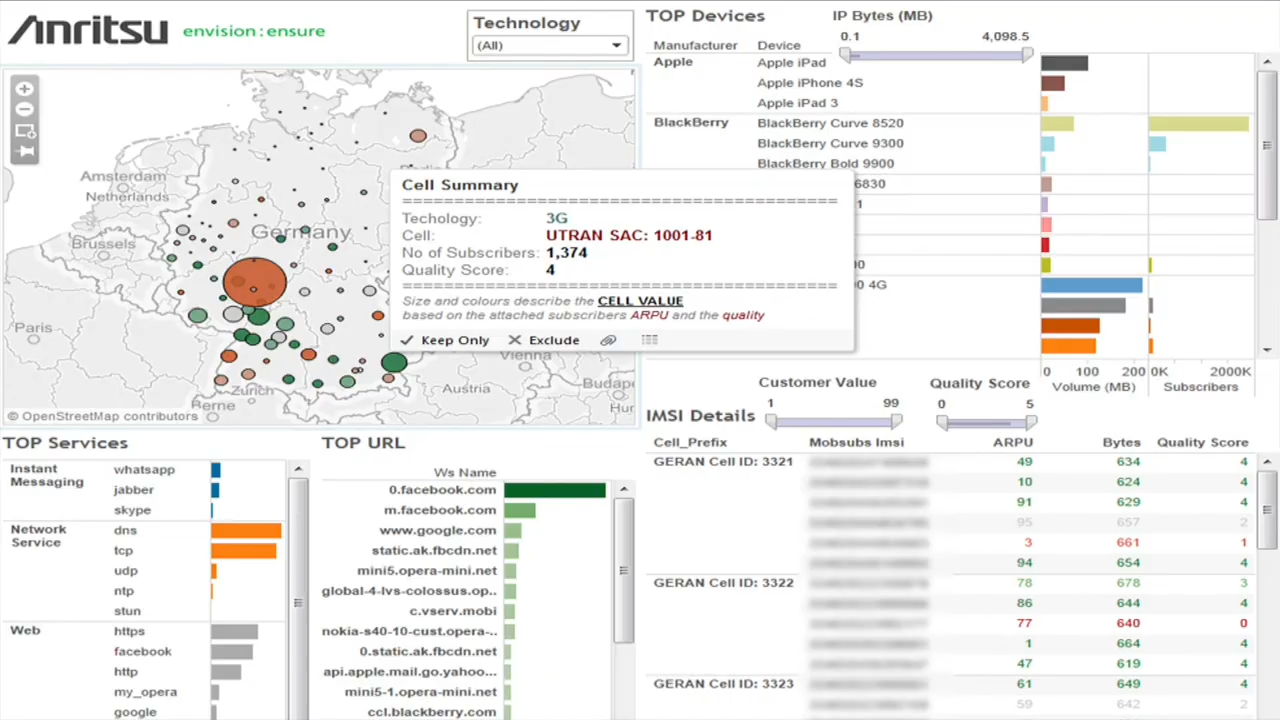 Anritsu envision : ensure
Technology
(All)
Amsterdam
Netherlands
Brussels
Germany
Paris
Zurich
Berne
Austria
Vienna
Budape
Hur
© OpenStreetMap contributors
Cell Summary
Techology: 3G
Cell: UTRAN SAC: 1001-81
No of Subscribers: 1,374
Quality Score: 4
Size and colours describe the CELL VALUE
based on the attached subscribers ARPU and the quality
Keep Only Exclude
TOP Devices
IP Bytes (MB)
0.1 4,098.5
Manufacturer Device
Apple Apple iPad
Apple iPhone 4S
Apple iPad 3
BlackBerry BlackBerry Curve 8520
BlackBerry Curve 9300
BlackBerry Bold 9900
6830
1
00
00 4G
0 100 200 0K 2000K
Volume (MB) Subscribers
TOP Services
Instant Messaging whatsapp
jabber
skype
Network Service dns
tcp
udp
ntp
stun
Web https
facebook
http
my_opera
google
TOP URL
Ws Name
0.facebook.com
m.facebook.com
www.google.com
static.ak.fbcdn.net
mini5.opera-mini.net
global-4-lvs-colossus.op..
c.vserv.mobi
nokia-s40-10-cust.opera-..
0.static.ak.fbcdn.net
api.apple.mail.go.yahoo...
mini5-1.opera-mini.net
ccl.blackberry.com
Customer Value Quality Score
1 99 0 5
IMSI Details
Cell_Prefix Mobsubs Imsi ARPU Bytes Quality Score
GERAN Cell ID: 3321 49 634 4
10 624 4
91 629 4
95 657 2
3 661 1
94 654 4
GERAN Cell ID: 3322 78 678 3
86 644 4
77 640 0
1 664 4
47 619 4
GERAN Cell ID: 3323 61 649 4
59 642 2